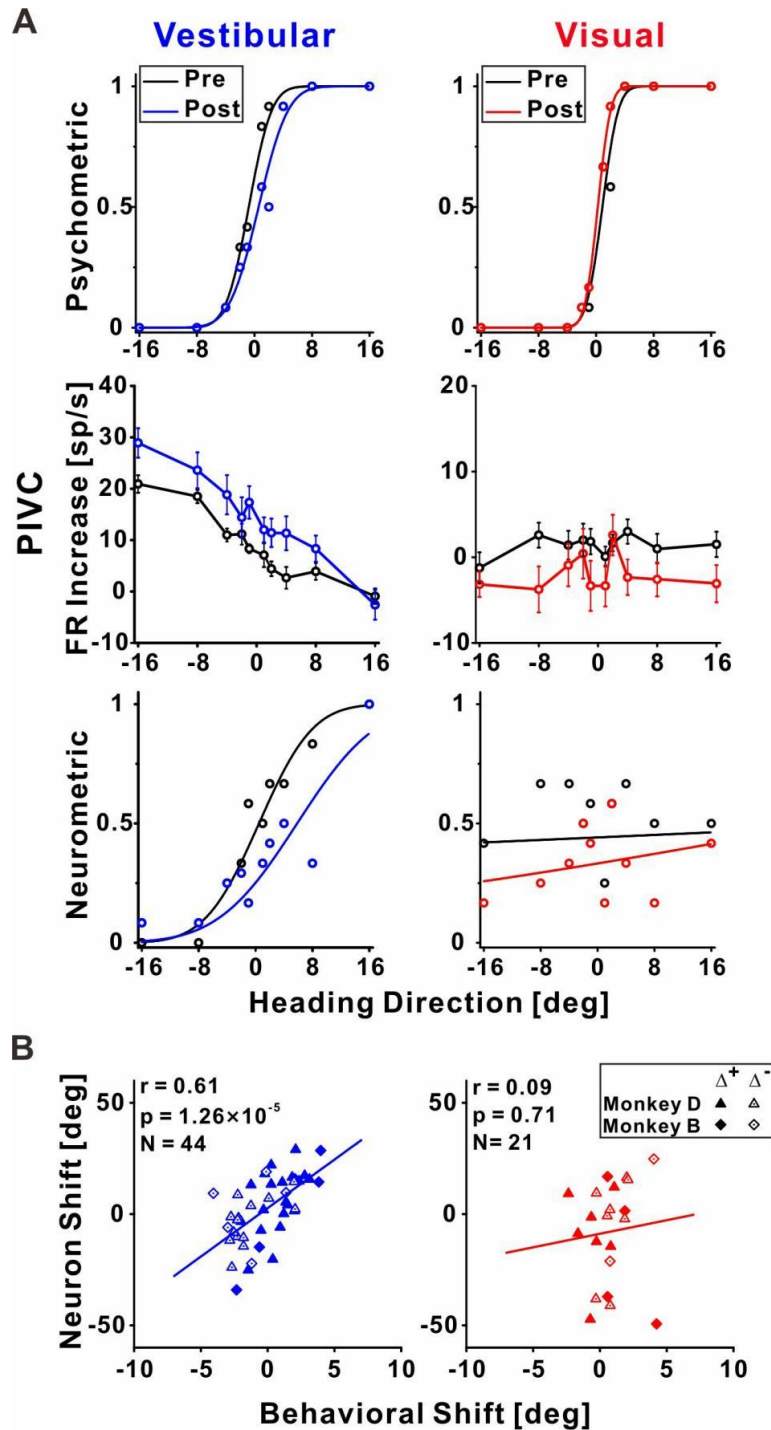 A
Vestibular
Visual
Pre
Post
Pre
Post
Psychometric
1
0.5
0
-16 -8 0 8 16
1
0.5
0
-16 -8 0 8 16
PIVC
FR Increase [sp/s]
40
30
20
10
0
-10
-16 -8 0 8 16
20
10
0
-10
-16 -8 0 8 16
Neurometric
1
0.5
0
-16 -8 0 8 16
1
0.5
0
-16 -8 0 8 16
Heading Direction [deg]
B
Neuron Shift [deg]
r = 0.61
p = 1.26×10⁻⁵
N = 44
50
0
-50
-10 -5 0 5 10
r = 0.09
p = 0.71
N= 21
50
0
-50
-10 -5 0 5 10
Δ⁺ Δ⁻
Monkey D
Monkey B
Behavioral Shift [deg]